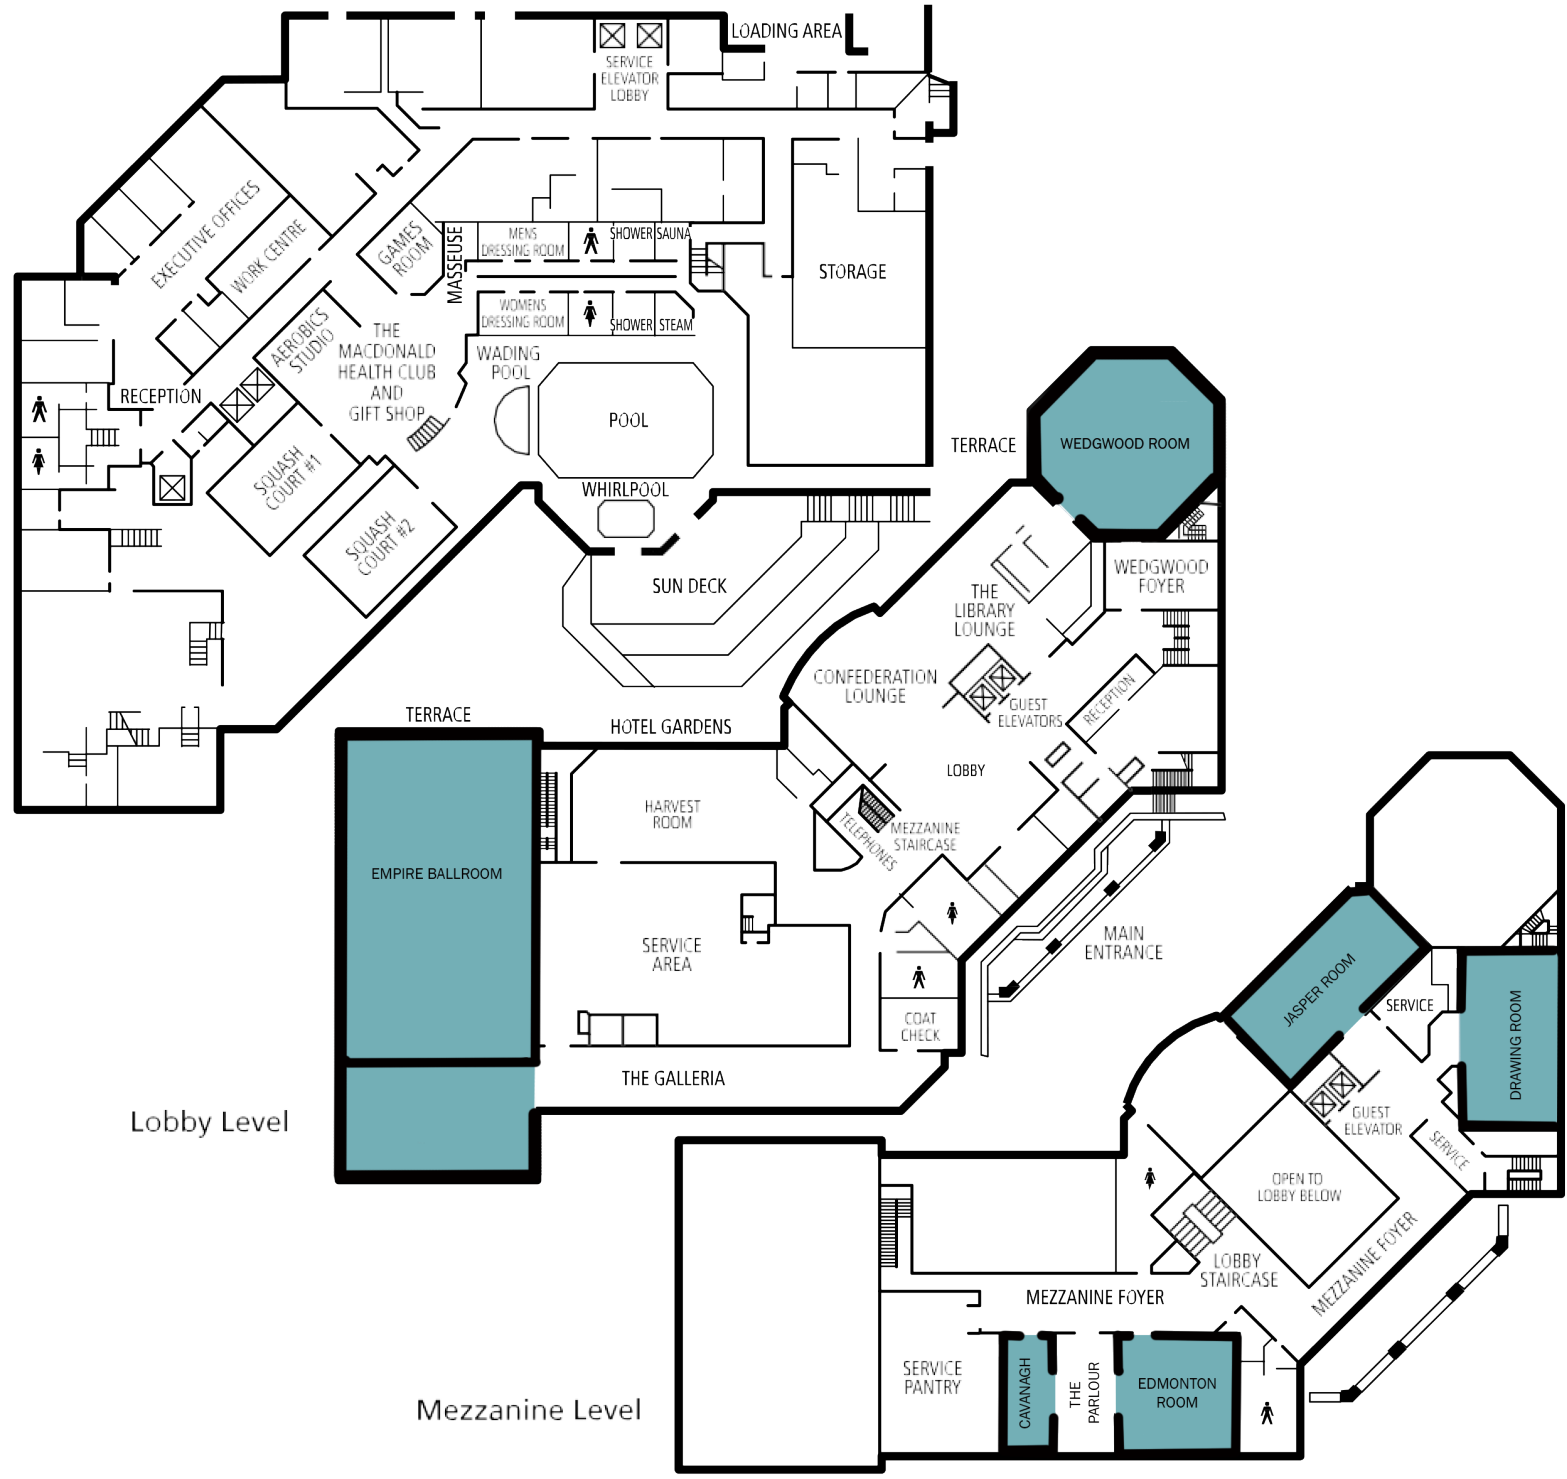 LOADING AREA
SERVICE
ELEVATOR
LOBBY
EXECUTIVE OFFICES
WORK CENTRE
GAMES
ROOM
MASSEUSE
MENS
DRESSING ROOM
SHOWER
SAUNA
STORAGE
WOMENS
DRESSING ROOM
SHOWER
STEAM
AEROBICS
STUDIO
THE
MACDONALD
HEALTH CLUB
AND
GIFT SHOP
WADING
POOL
POOL
RECEPTION
SQUASH
COURT #1
SQUASH
COURT #2
WHIRLPOOL
SUN DECK
TERRACE
WEDGWOOD ROOM
WEDGWOOD
FOYER
THE
LIBRARY
LOUNGE
CONFEDERATION
LOUNGE
GUEST
ELEVATORS
RECEPTION
TERRACE
HOTEL GARDENS
LOBBY
HARVEST
ROOM
TELEPHONES
MEZZANINE
STAIRCASE
EMPIRE BALLROOM
SERVICE
AREA
MAIN
ENTRANCE
COAT
CHECK
THE GALLERIA
Lobby Level
JASPER ROOM
SERVICE
DRAWING ROOM
GUEST
ELEVATOR
SERVICE
OPEN TO
LOBBY BELOW
LOBBY
STAIRCASE
MEZZANINE FOYER
MEZZANINE FOYER
SERVICE
PANTRY
CAVANAGH
THE
PARLOUR
EDMONTON
ROOM
Mezzanine Level